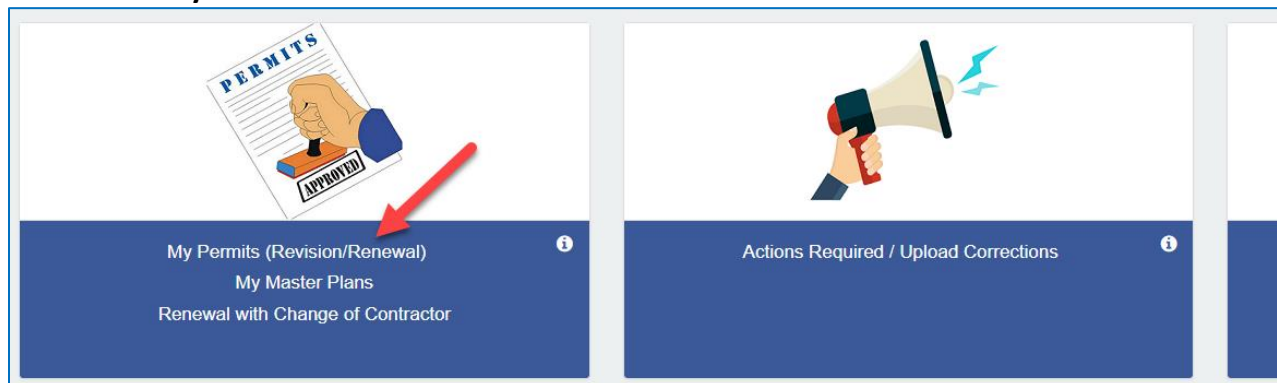 PERMITS
APPROVED
My Permits (Revision/Renewal)
My Master Plans
Renewal with Change of Contractor
Actions Required / Upload Corrections